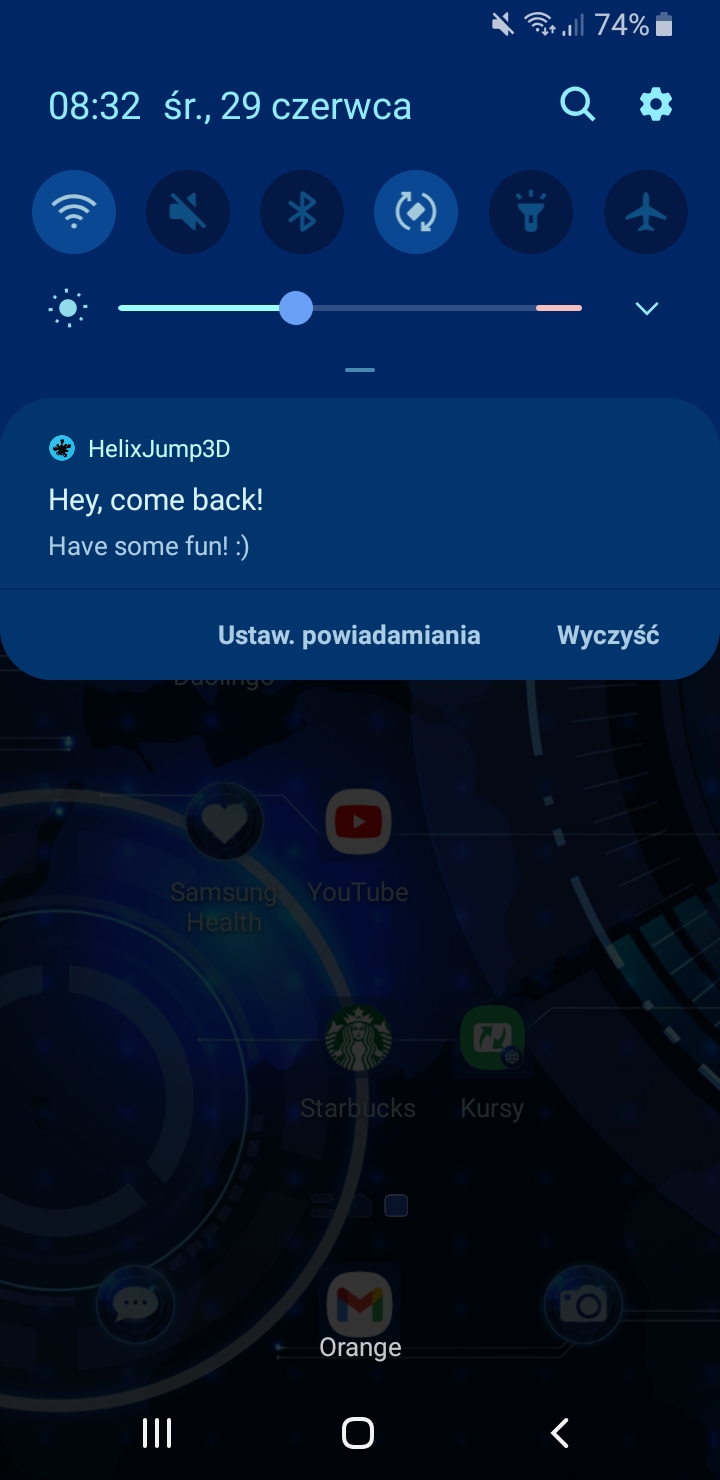 74%
08:32 śr., 29 czerwca
HelixJump3D
Hey, come back!
Have some fun! :)
Ustaw. powiadamiania Wyczyść
Duolingo
Samsung Health YouTube
Starbucks Kursy
Orange